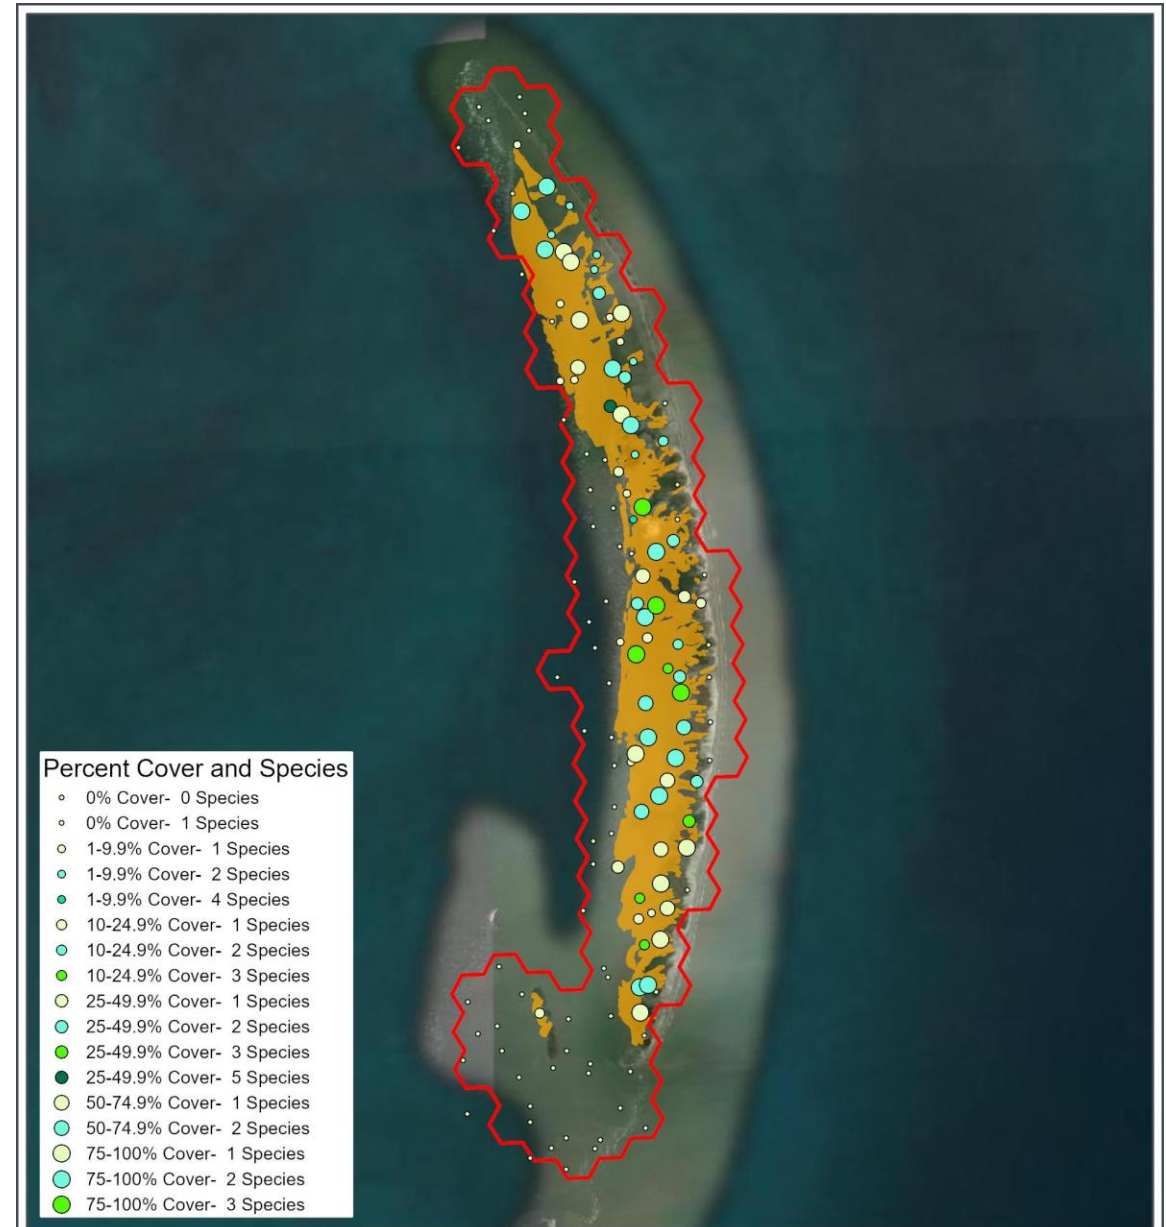 Percent Cover and Species
0% Cover- 0 Species
0% Cover- 1 Species
1-9.9% Cover- 1 Species
1-9.9% Cover- 2 Species
1-9.9% Cover- 4 Species
10-24.9% Cover- 1 Species
10-24.9% Cover- 2 Species
10-24.9% Cover- 3 Species
25-49.9% Cover- 1 Species
25-49.9% Cover- 2 Species
25-49.9% Cover- 3 Species
25-49.9% Cover- 5 Species
50-74.9% Cover- 1 Species
50-74.9% Cover- 2 Species
75-100% Cover- 1 Species
75-100% Cover- 2 Species
75-100% Cover- 3 Species